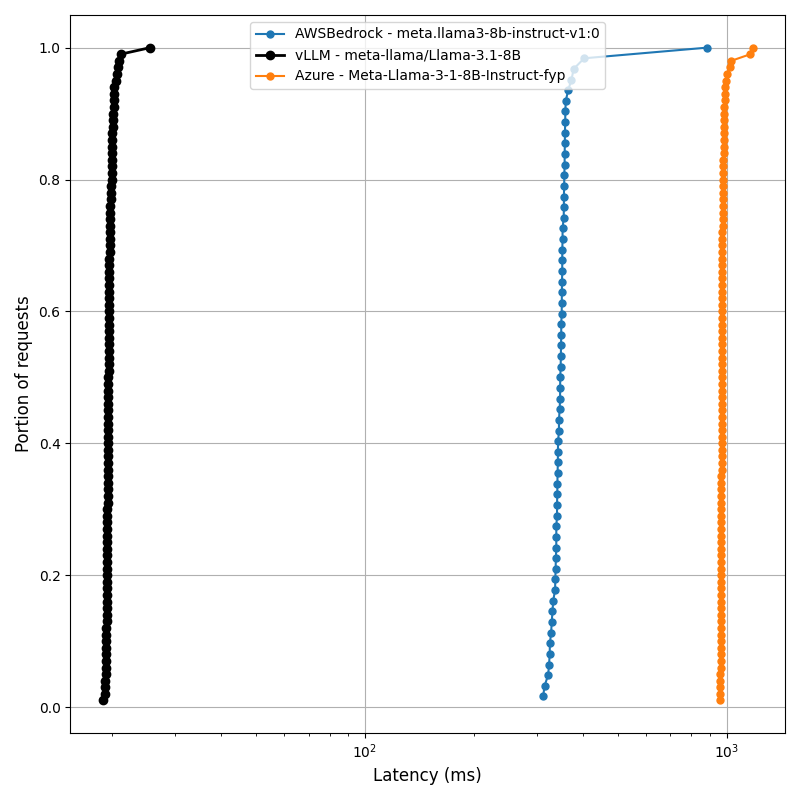 AWSBedrock - meta.llama3-8b-instruct-v1:0
vLLM - meta-llama/Llama-3.1-8B
Azure - Meta-Llama-3-1-8B-Instruct-fyp
1.0
0.8
0.6
0.4
0.2
0.0
Portion of requests
10²
10³
Latency (ms)